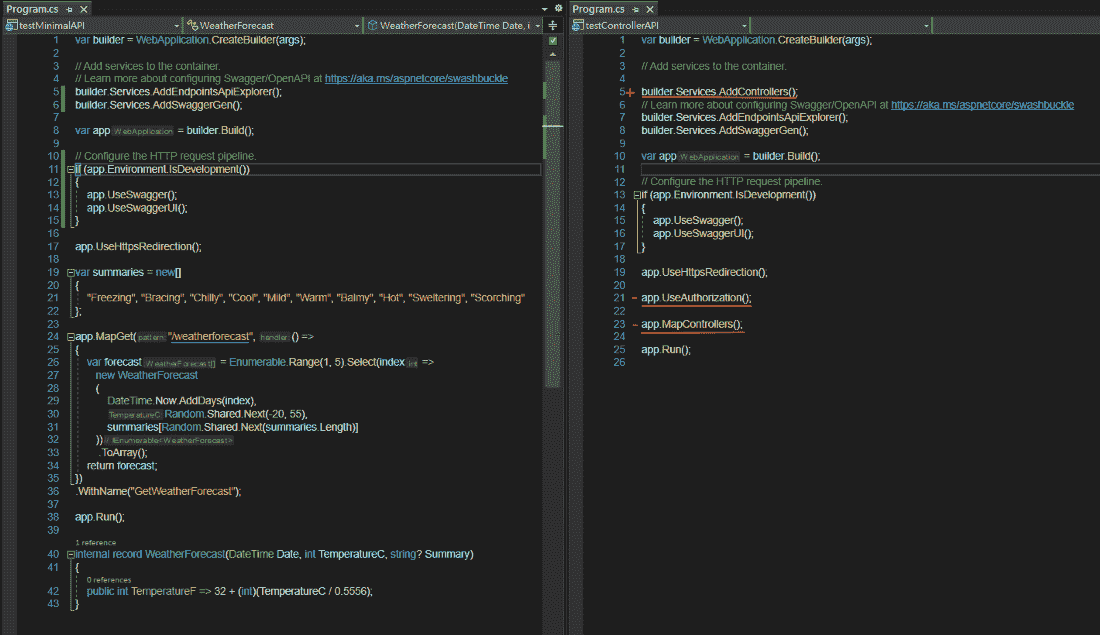 Program.cs
testMinimalAPI
WeatherForecast
WeatherForecast(DateTime Date, i
1 var builder = WebApplication.CreateBuilder(args);
2
3 // Add services to the container.
4 // Learn more about configuring Swagger/OpenAPI at https://aka.ms/aspnetcore/swashbuckle
5 builder.Services.AddEndpointsApiExplorer();
6 builder.Services.AddSwaggerGen();
7
8 var app :WebApplication = builder.Build();
9
10 // Configure the HTTP request pipeline.
11 if (app.Environment.IsDevelopment())
12 {
13 app.UseSwagger();
14 app.UseSwaggerUI();
15 }
16
17 app.UseHttpsRedirection();
18
19 var summaries = new[]
20 {
21 "Freezing", "Bracing", "Chilly", "Cool", "Mild", "Warm", "Balmy", "Hot", "Sweltering", "Scorching"
22 };
23
24 app.MapGet( pattern: "/weatherforecast", handler: () =>
25 {
26 var forecast :WeatherForecast[] = Enumerable.Range(1, 5).Select(index :int =>
27 new WeatherForecast
28 (
29 DateTime.Now.AddDays(index),
30 TemperatureC: Random.Shared.Next(-20, 55),
31 summaries[Random.Shared.Next(summaries.Length)]
32 )) // IEnumerable<WeatherForecast>
33 .ToArray();
34 return forecast;
35 })
36 .WithName("GetWeatherForecast");
37
38 app.Run();
39
1 reference
40 internal record WeatherForecast(DateTime Date, int TemperatureC, string? Summary)
41 {
0 references
42 public int TemperatureF => 32 + (int)(TemperatureC / 0.5556);
43 }
Program.cs
testControllerAPI
1 var builder = WebApplication.CreateBuilder(args);
2
3 // Add services to the container.
4
5 builder.Services.AddControllers();
6 // Learn more about configuring Swagger/OpenAPI at https://aka.ms/aspnetcore/swashbuckle
7 builder.Services.AddEndpointsApiExplorer();
8 builder.Services.AddSwaggerGen();
9
10 var app :WebApplication = builder.Build();
11
12 // Configure the HTTP request pipeline.
13 if (app.Environment.IsDevelopment())
14 {
15 app.UseSwagger();
16 app.UseSwaggerUI();
17 }
18
19 app.UseHttpsRedirection();
20
21 app.UseAuthorization();
22
23 app.MapControllers();
24
25 app.Run();
26